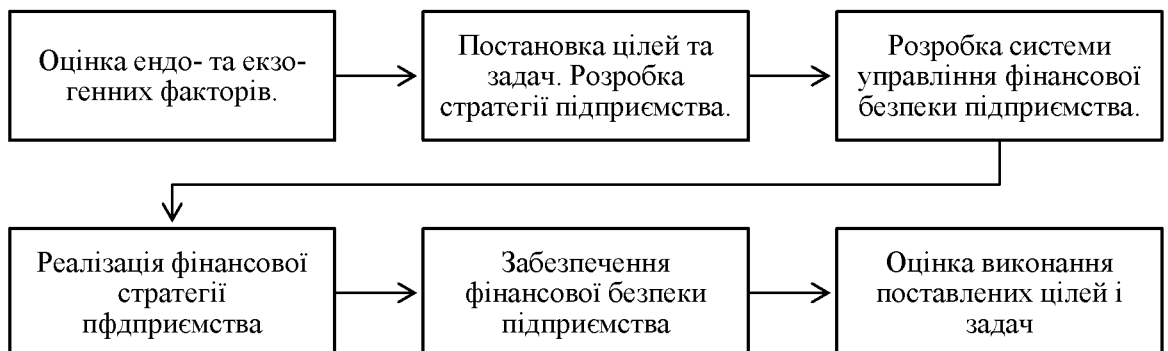 Оцінка ендо- та екзо-
генних факторів.
Постановка цілей та
задач. Розробка
стратегії підприємства.
Розробка системи
управління фінансової
безпеки підприємства.
Реалізація фінансової
стратегії
пфдприємства
Забезпечення
фінансової безпеки
підприємства
Оцінка виконання
поставлених цілей і
задач